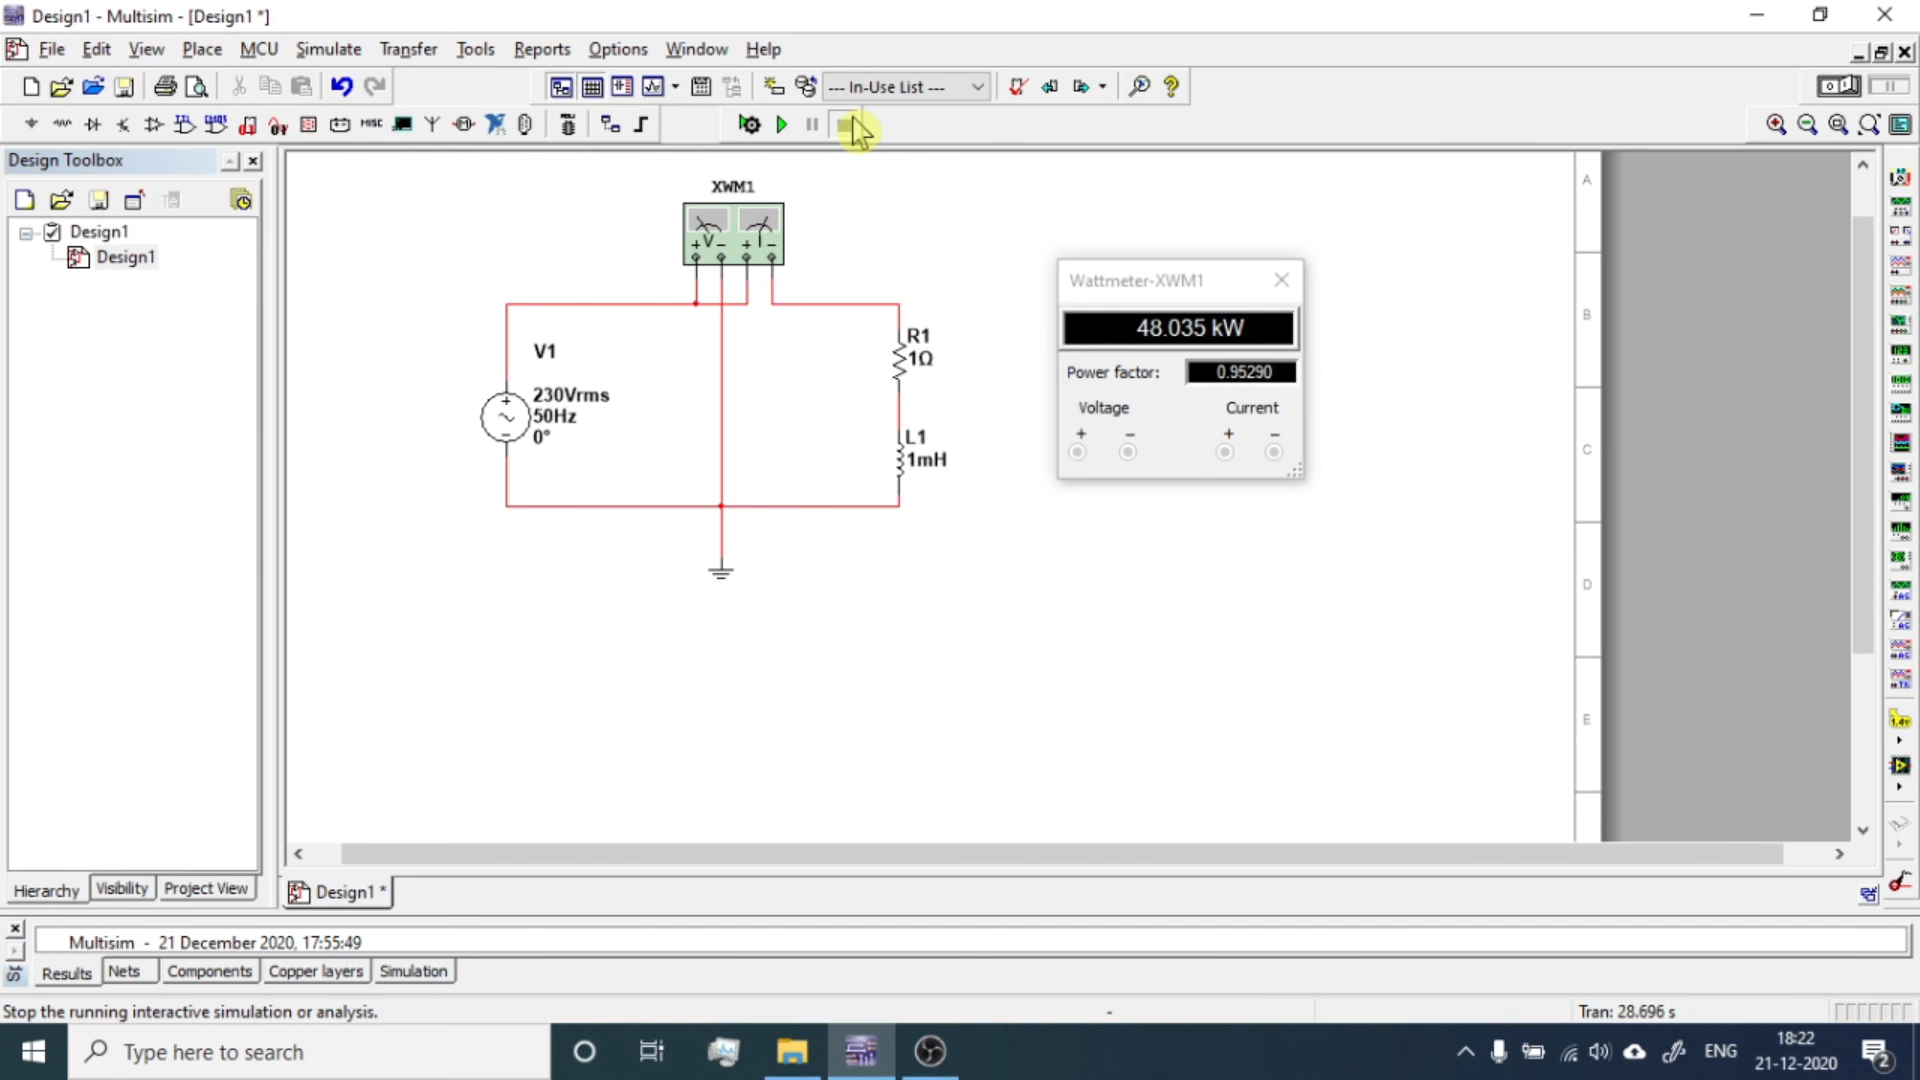 Design1 - Multisim - [Design1 *]
File Edit View Place MCU Simulate Transfer Tools Reports Options Window Help
--- In-Use List ---
Design Toolbox
Design1
Design1
XWM1
V
I
V1
230Vrms
50Hz
0°
R1
1Ω
L1
1mH
Wattmeter-XWM1
48.035 kW
Power factor: 0.95290
Voltage Current
+ - + -
A
B
C
D
E
Hierarchy Visibility Project View
Design1 *
Multisim - 21 December 2020, 17:55:49
Results Nets Components Copper layers Simulation
Stop the running interactive simulation or analysis.
-
Tran: 28.696 s
Type here to search
ENG
18:22
21-12-2020
2